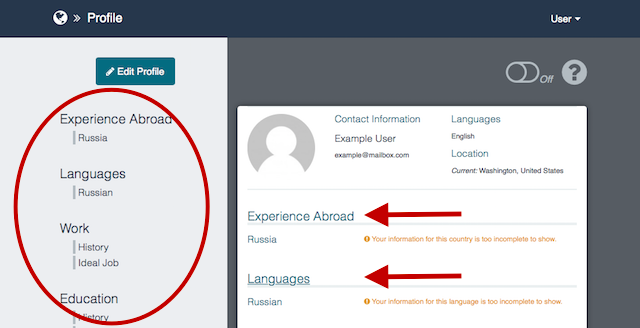 » Profile
User
Edit Profile
Off
?
Experience Abroad
Russia
Languages
Russian
Work
History
Ideal Job
Education
History
Contact Information
Example User
example@mailbox.com
Languages
English
Location
Current: Washington, United States
Experience Abroad
Russia
Your information for this country is too incomplete to show.
Languages
Russian
Your information for this language is too incomplete to show.